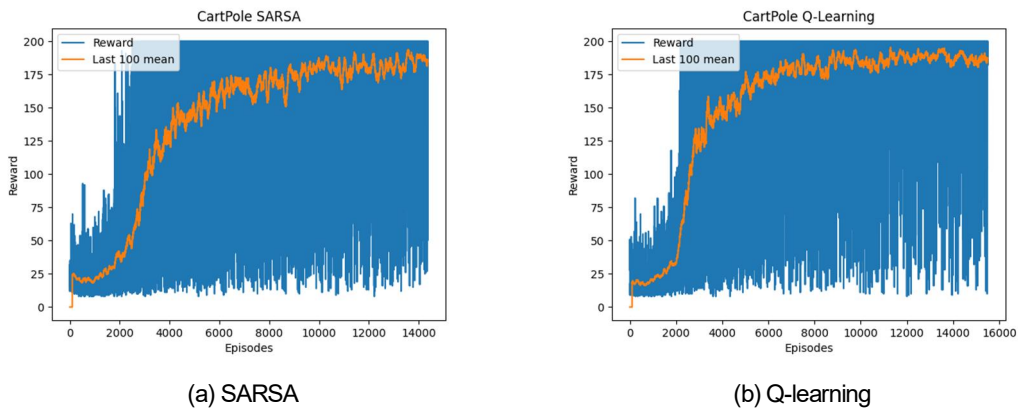 CartPole SARSA
Reward
Last 100 mean
200
175
150
125
100
75
50
25
0
Reward
0
2000
4000
6000
8000
10000
12000
14000
Episodes
(a) SARSA
CartPole Q-Learning
Reward
Last 100 mean
200
175
150
125
100
75
50
25
0
Reward
0
2000
4000
6000
8000
10000
12000
14000
16000
Episodes
(b) Q-learning